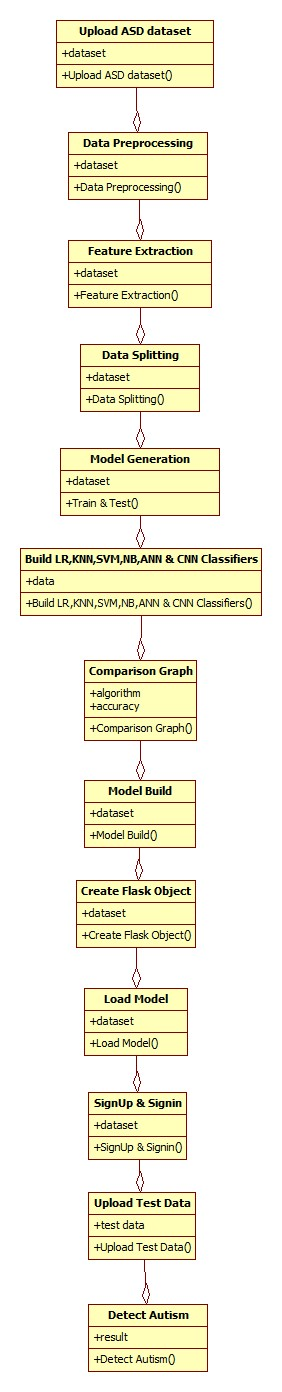 Upload ASD dataset
+dataset
+Upload ASD dataset()
Data Preprocessing
+dataset
+Data Preprocessing()
Feature Extraction
+dataset
+Feature Extraction()
Data Splitting
+dataset
+Data Splitting()
Model Generation
+dataset
+Train & Test()
Build LR,KNN,SVM,NB,ANN & CNN Classifiers
+data
+Build LR,KNN,SVM,NB,ANN & CNN Classifiers()
Comparison Graph
+algorithm
+accuracy
+Comparison Graph()
Model Build
+dataset
+Model Build()
Create Flask Object
+dataset
+Create Flask Object()
Load Model
+dataset
+Load Model()
SignUp & Signin
+dataset
+SignUp & Signin()
Upload Test Data
+test data
+Upload Test Data()
Detect Autism
+result
+Detect Autism()